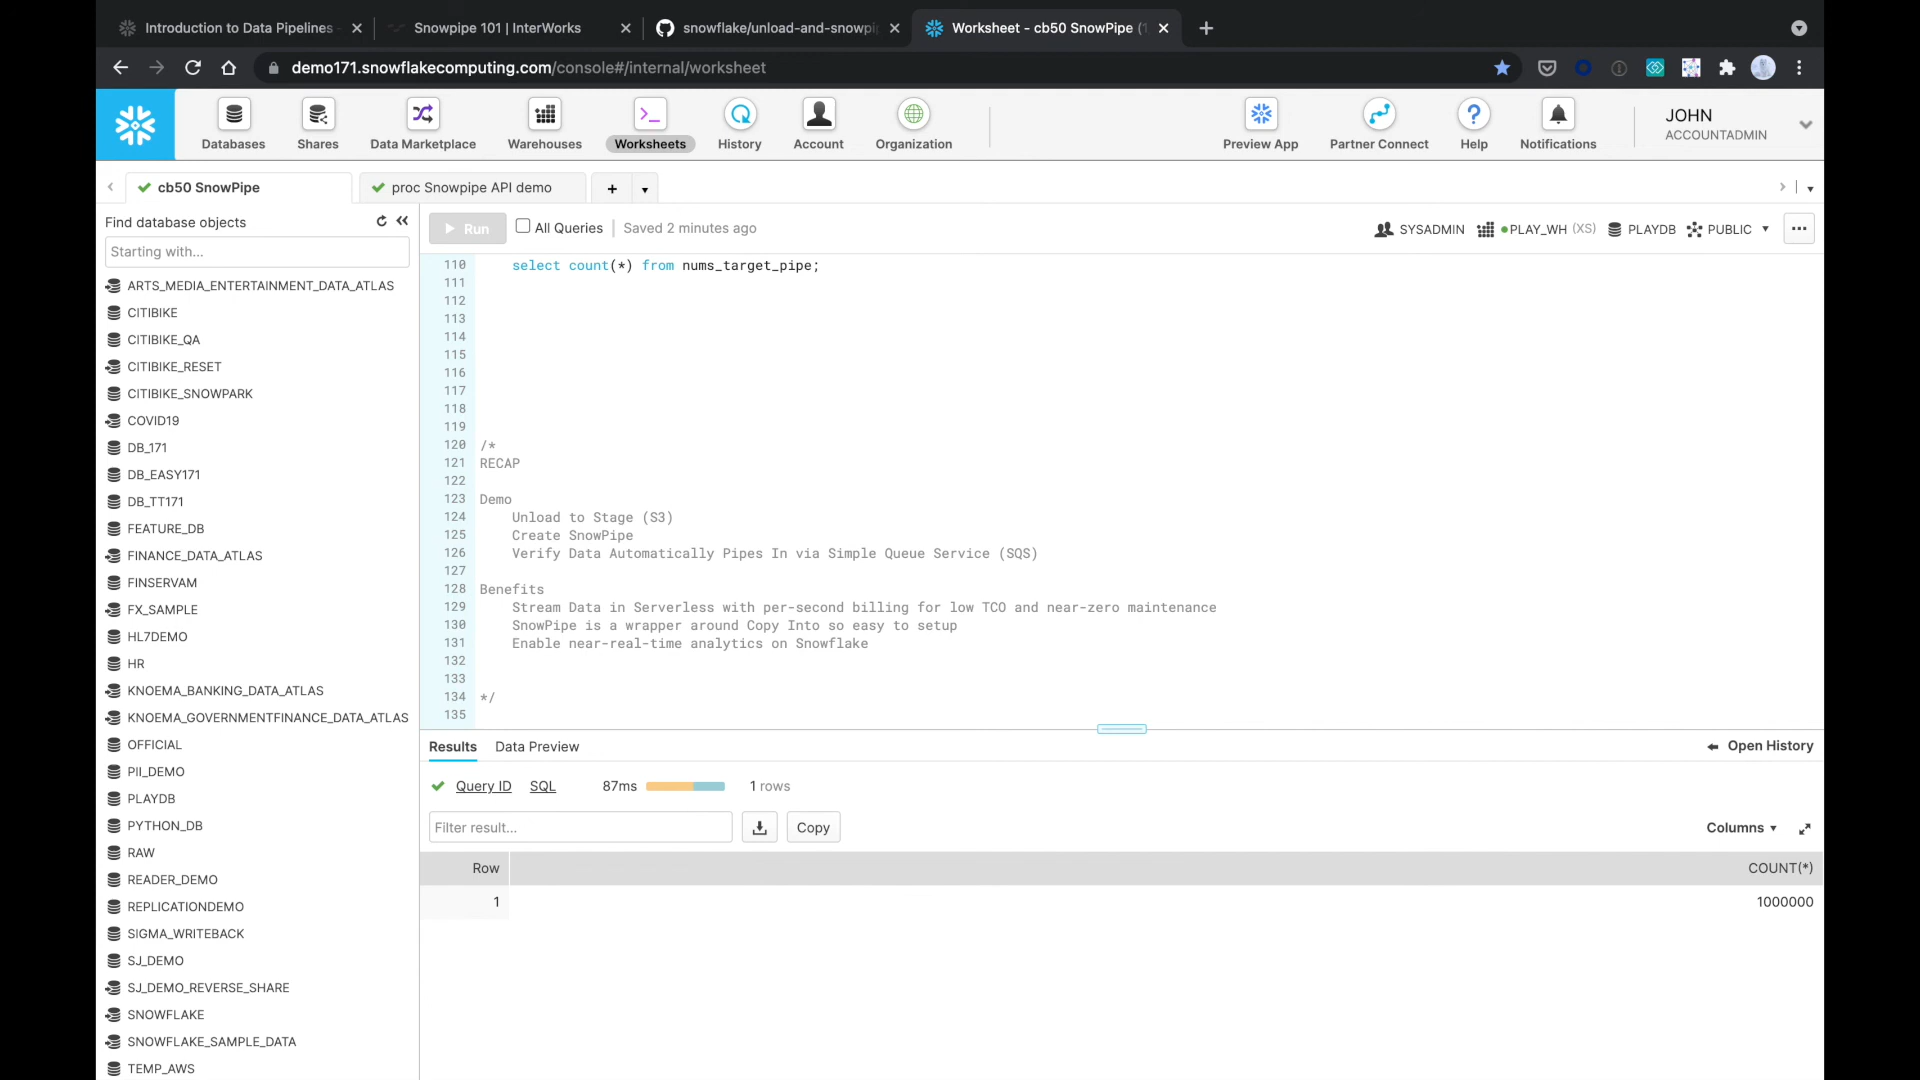 Introduction to Data Pipelines
Snowpipe 101 | InterWorks
snowflake/unload-and-snowpi
Worksheet - cb50 SnowPipe (1
demo171.snowflakecomputing.com/console#/internal/worksheet
Databases
Shares
Data Marketplace
Warehouses
Worksheets
History
Account
Organization
Preview App
Partner Connect
Help
Notifications
JOHN
ACCOUNTADMIN
cb50 SnowPipe
proc Snowpipe API demo
Find database objects
Starting with...
ARTS_MEDIA_ENTERTAINMENT_DATA_ATLAS
CITIBIKE
CITIBIKE_QA
CITIBIKE_RESET
CITIBIKE_SNOWPARK
COVID19
DB_171
DB_EASY171
DB_TT171
FEATURE_DB
FINANCE_DATA_ATLAS
FINSERVAM
FX_SAMPLE
HL7DEMO
HR
KNOEMA_BANKING_DATA_ATLAS
KNOEMA_GOVERNMENTFINANCE_DATA_ATLAS
OFFICIAL
PII_DEMO
PLAYDB
PYTHON_DB
RAW
READER_DEMO
REPLICATIONDEMO
SIGMA_WRITEBACK
SJ_DEMO
SJ_DEMO_REVERSE_SHARE
SNOWFLAKE
SNOWFLAKE_SAMPLE_DATA
TEMP_AWS
Run All Queries Saved 2 minutes ago
SYSADMIN PLAY_WH (XS) PLAYDB PUBLIC
110 select count(*) from nums_target_pipe;
111
112
113
114
115
116
117
118
119
120 /*
121 RECAP
122
123 Demo
124 Unload to Stage (S3)
125 Create SnowPipe
126 Verify Data Automatically Pipes In via Simple Queue Service (SQS)
127
128 Benefits
129 Stream Data in Serverless with per-second billing for low TCO and near-zero maintenance
130 SnowPipe is a wrapper around Copy Into so easy to setup
131 Enable near-real-time analytics on Snowflake
132
133
134 */
135
Results Data Preview
Open History
Query ID SQL 87ms 1 rows
Filter result...
Copy
Columns
Row COUNT(*)
1 1000000